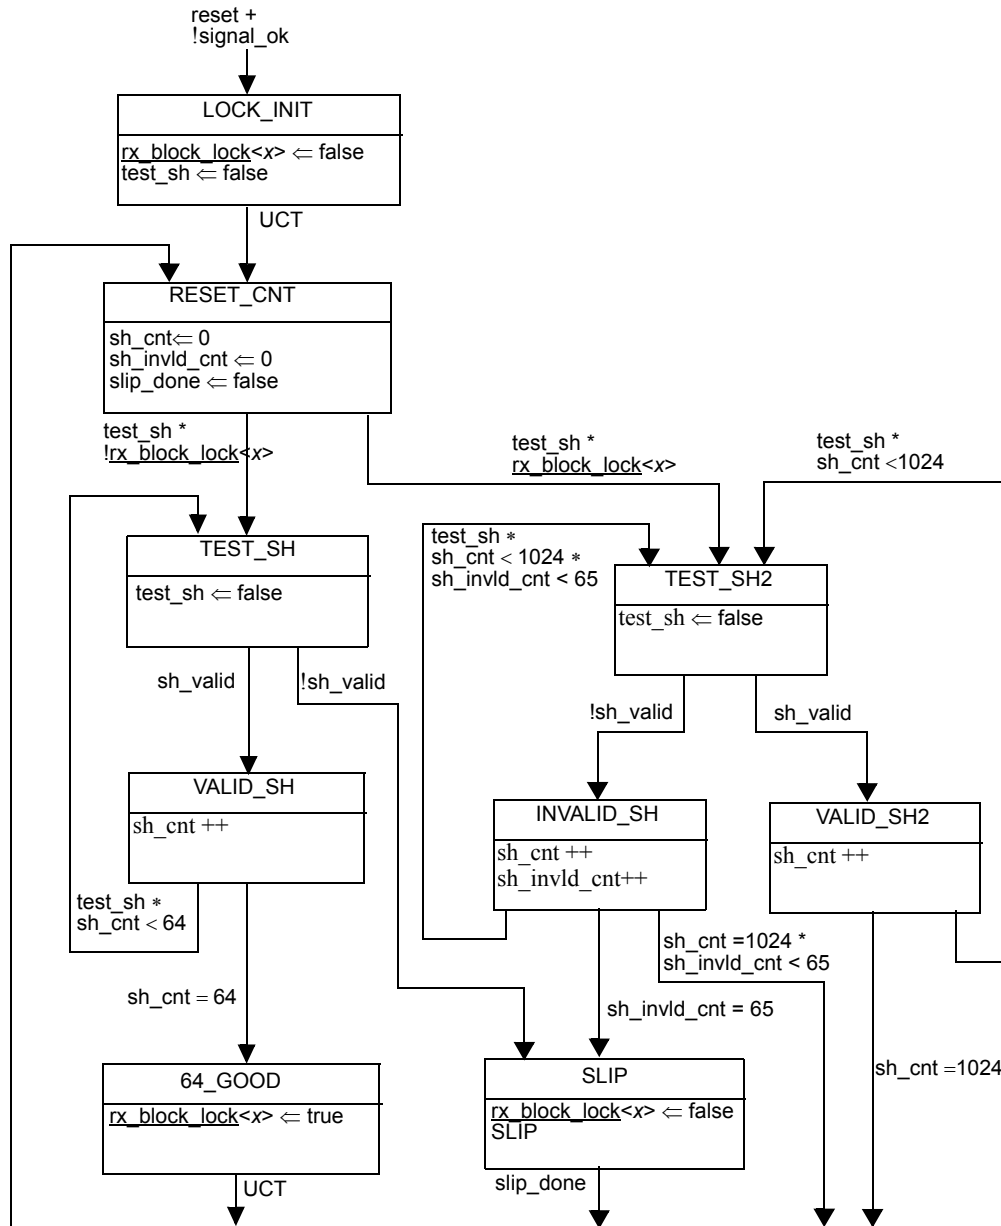 reset +
!signal_ok
LOCK_INIT
rx_block_lock<x> ⇐ false
test_sh ⇐ false
UCT
RESET_CNT
sh_cnt⇐ 0
sh_invld_cnt ⇐ 0
slip_done ⇐ false
test_sh *
!rx_block_lock<x>
test_sh *
rx_block_lock<x>
test_sh *
sh_cnt <1024
TEST_SH
test_sh ⇐ false
test_sh *
sh_cnt < 1024 *
sh_invld_cnt < 65
TEST_SH2
test_sh ⇐ false
sh_valid
!sh_valid
!sh_valid
sh_valid
VALID_SH
sh_cnt ++
INVALID_SH
sh_cnt ++
sh_invld_cnt++
VALID_SH2
sh_cnt ++
test_sh *
sh_cnt < 64
sh_cnt =1024 *
sh_invld_cnt < 65
sh_cnt = 64
sh_invld_cnt = 65
sh_cnt =1024
64_GOOD
rx_block_lock<x> ⇐ true
SLIP
rx_block_lock<x> ⇐ false
SLIP
UCT
slip_done